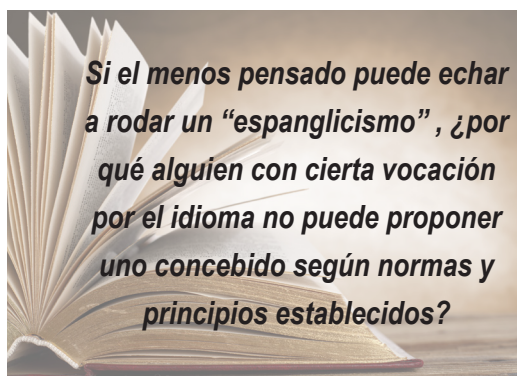 Si el menos pensado puede echar
a rodar un “espanglicismo” , ¿por
qué alguien con cierta vocación
por el idioma no puede proponer
uno concebido según normas y
principios establecidos?